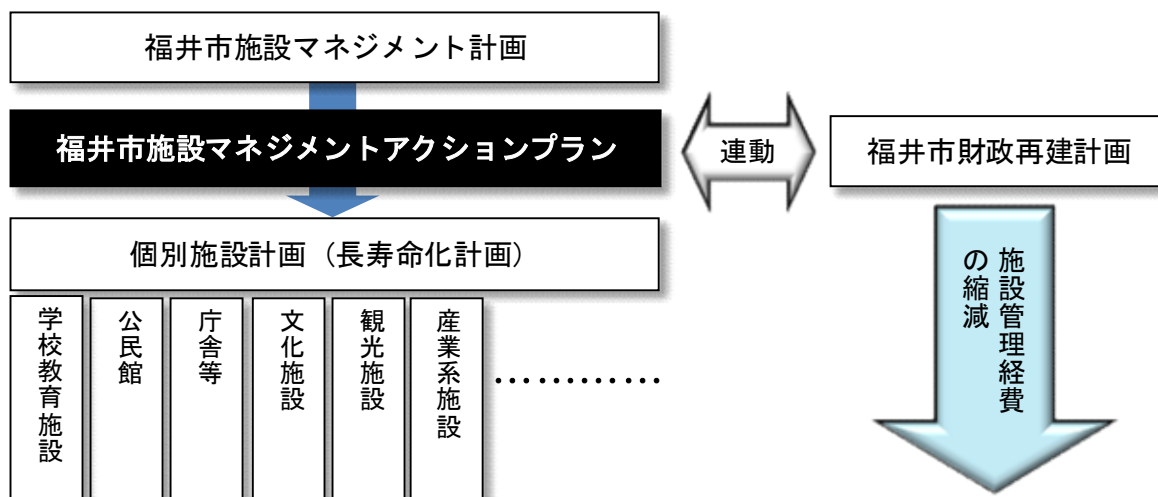 福井市施設マネジメント計画
福井市施設マネジメントアクションプラン
連動
福井市財政再建計画
個別施設計画（長寿命化計画）
学校教育施設
公民館
庁舎等
文化施設
観光施設
産業系施設
…………
施設管理経費
の縮減